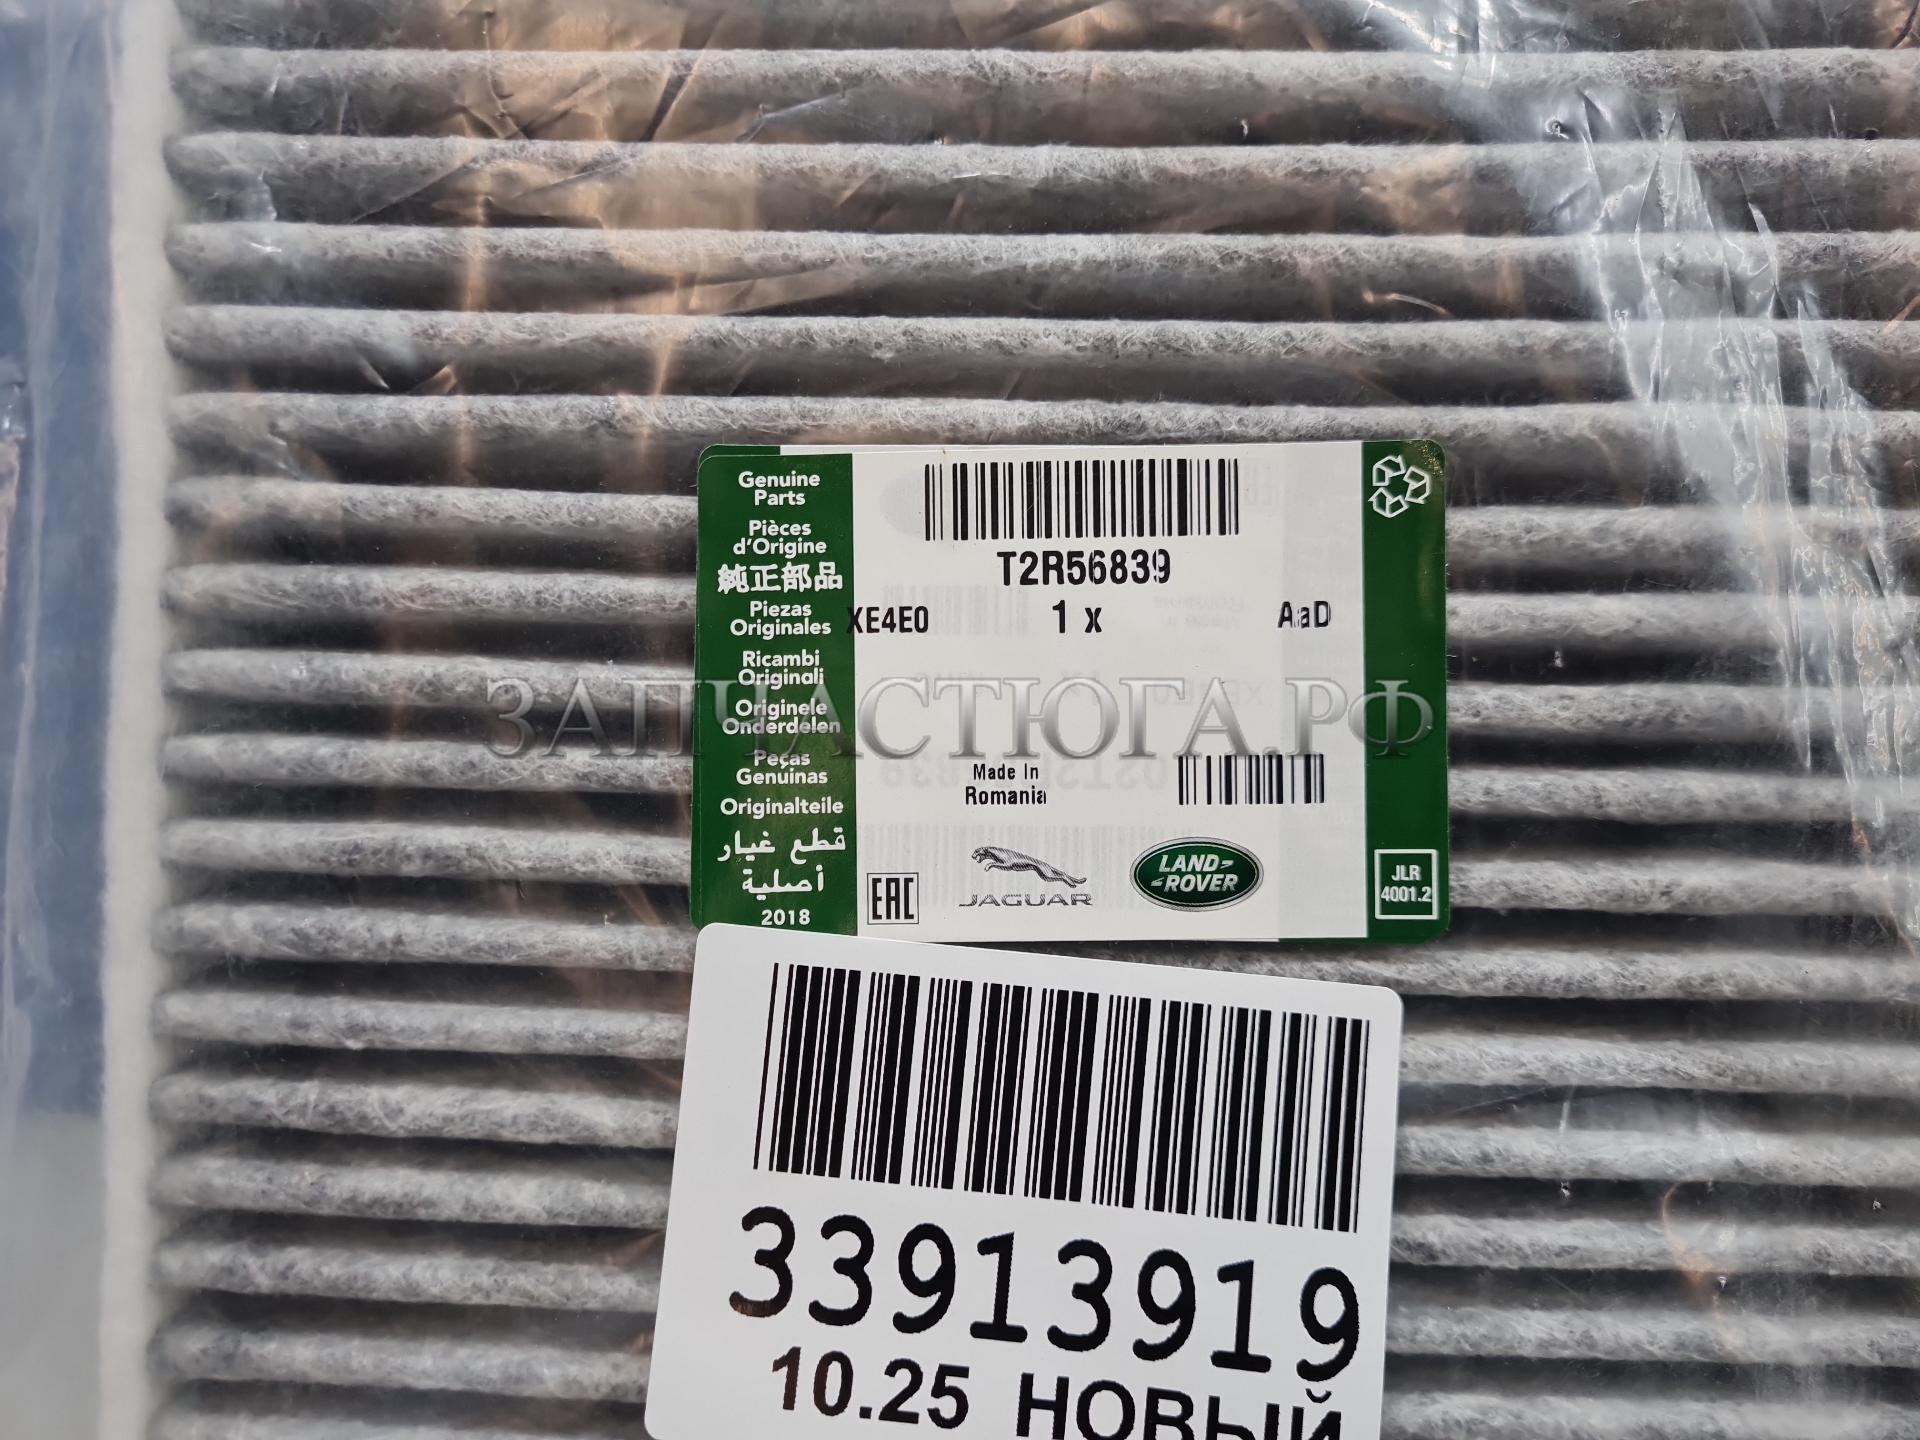 Genuine
Parts
Pièces
d'Origine
純正部品
Piezas
Originales
Ricambi
Originali
Originele
Onderdelen
Peças
Genuinas
Originalteile
قطع غيار
أصلية
2018
T2R56839
XE4E0 1 x AaD
Made In
Romania
EAC
JAGUAR
LAND-
-ROVER
JLR
4001.2
ЗАПЧАСТЮГА.РФ
33913919
10.25 НОВЫЙ